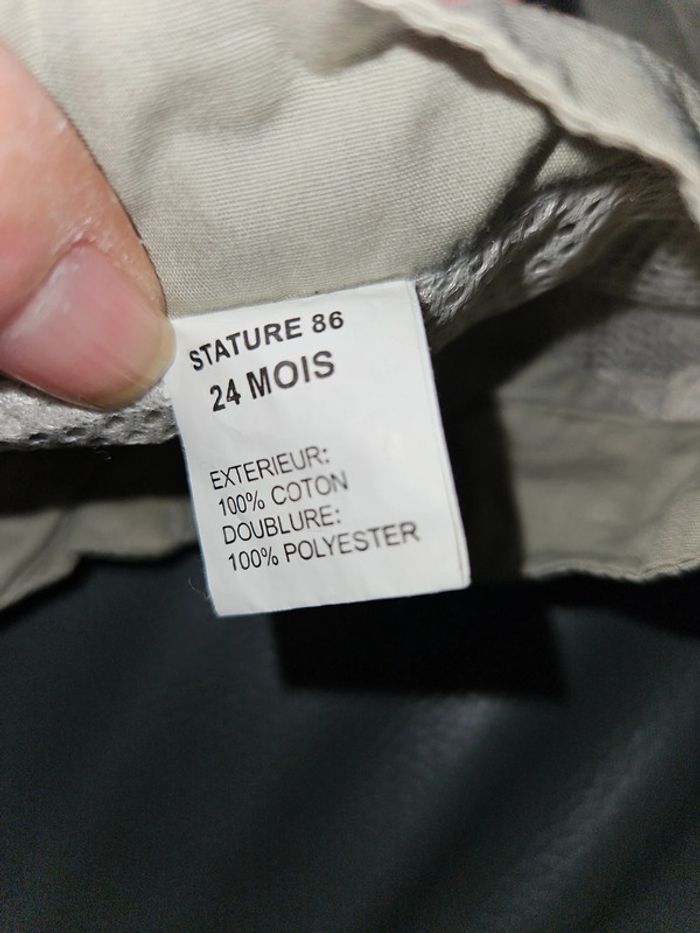 STATURE 86
24 MOIS
EXTERIEUR:
100% COTON
DOUBLURE:
100% POLYESTER